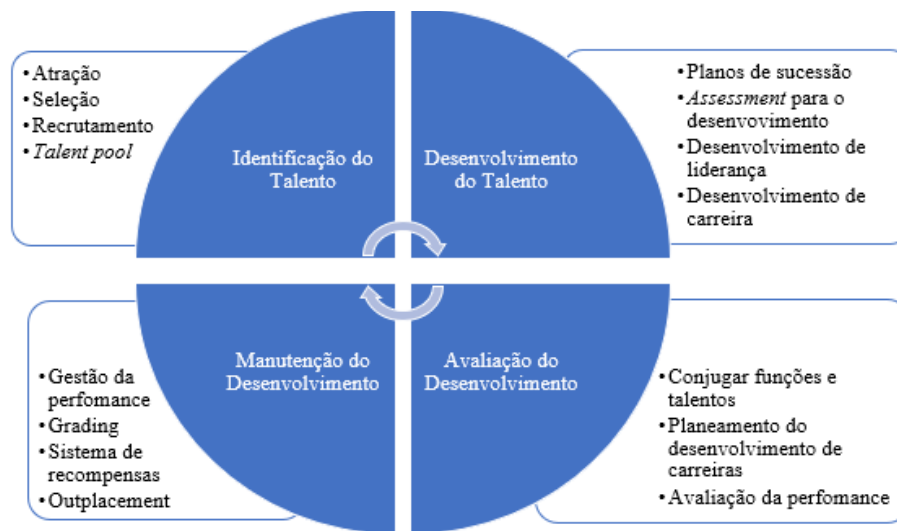 •Atração
•Seleção
•Recrutamento
•Talent pool
Identificação do
Talento
Desenvolvimento
do Talento
•Planos de sucessão
•Assessment para o
desenvovimento
•Desenvolvimento de
liderança
•Desenvolvimento de
carreira
•Gestão da
perfomance
•Grading
•Sistema de
recompensas
•Outplacement
Manutenção do
Desenvolvimento
Avaliação do
Desenvolvimento
•Conjugar funções e
talentos
•Planeamento do
desenvolvimento de
carreiras
•Avaliação da perfomance